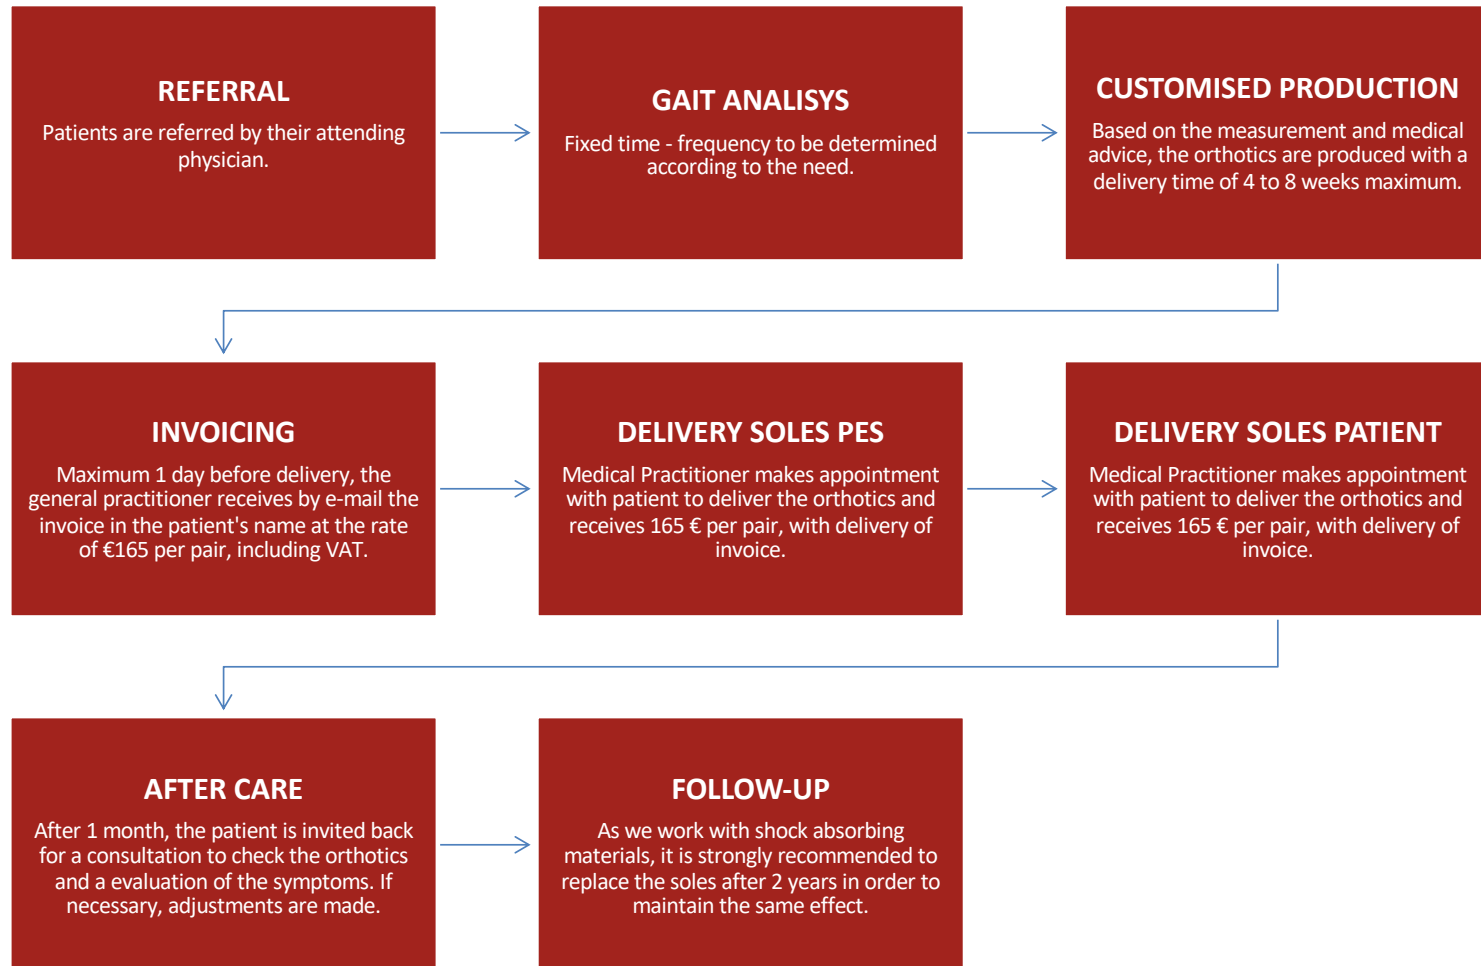 REFERRAL
Patients are referred by their attending
physician.
GAIT ANALISYS
Fixed time - frequency to be determined
according to the need.
CUSTOMISED PRODUCTION
Based on the measurement and medical
advice, the orthotics are produced with a
delivery time of 4 to 8 weeks maximum.
INVOICING
Maximum 1 day before delivery, the
general practitioner receives by e-mail the
invoice in the patient's name at the rate
of €165 per pair, including VAT.
DELIVERY SOLES PES
Medical Practitioner makes appointment
with patient to deliver the orthotics and
receives 165 € per pair, with delivery of
invoice.
DELIVERY SOLES PATIENT
Medical Practitioner makes appointment
with patient to deliver the orthotics and
receives 165 € per pair, with delivery of
invoice.
AFTER CARE
After 1 month, the patient is invited back
for a consultation to check the orthotics
and a evaluation of the symptoms. If
necessary, adjustments are made.
FOLLOW-UP
As we work with shock absorbing
materials, it is strongly recommended to
replace the soles after 2 years in order to
maintain the same effect.